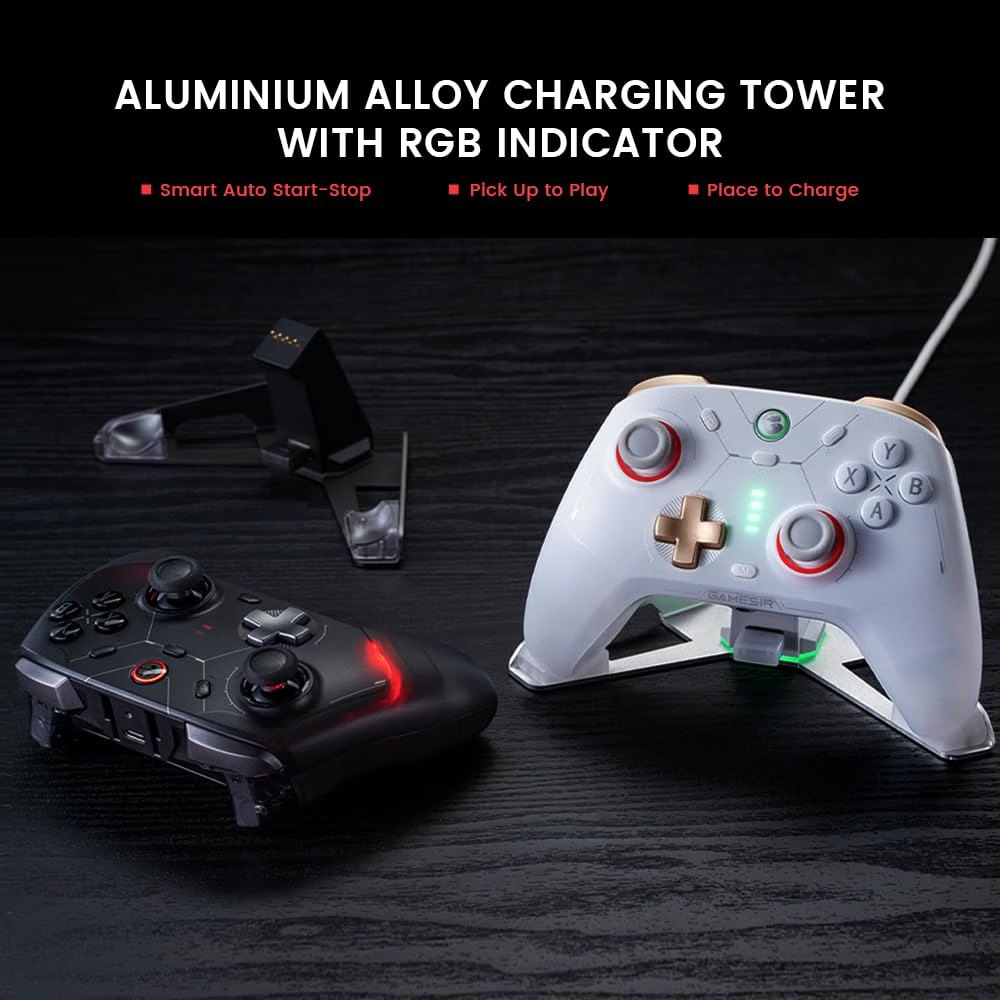 ALUMINIUM ALLOY CHARGING TOWER
WITH RGB INDICATOR
Smart Auto Start-Stop
Pick Up to Play
Place to Charge
Y
X
B
A
GAMESIR